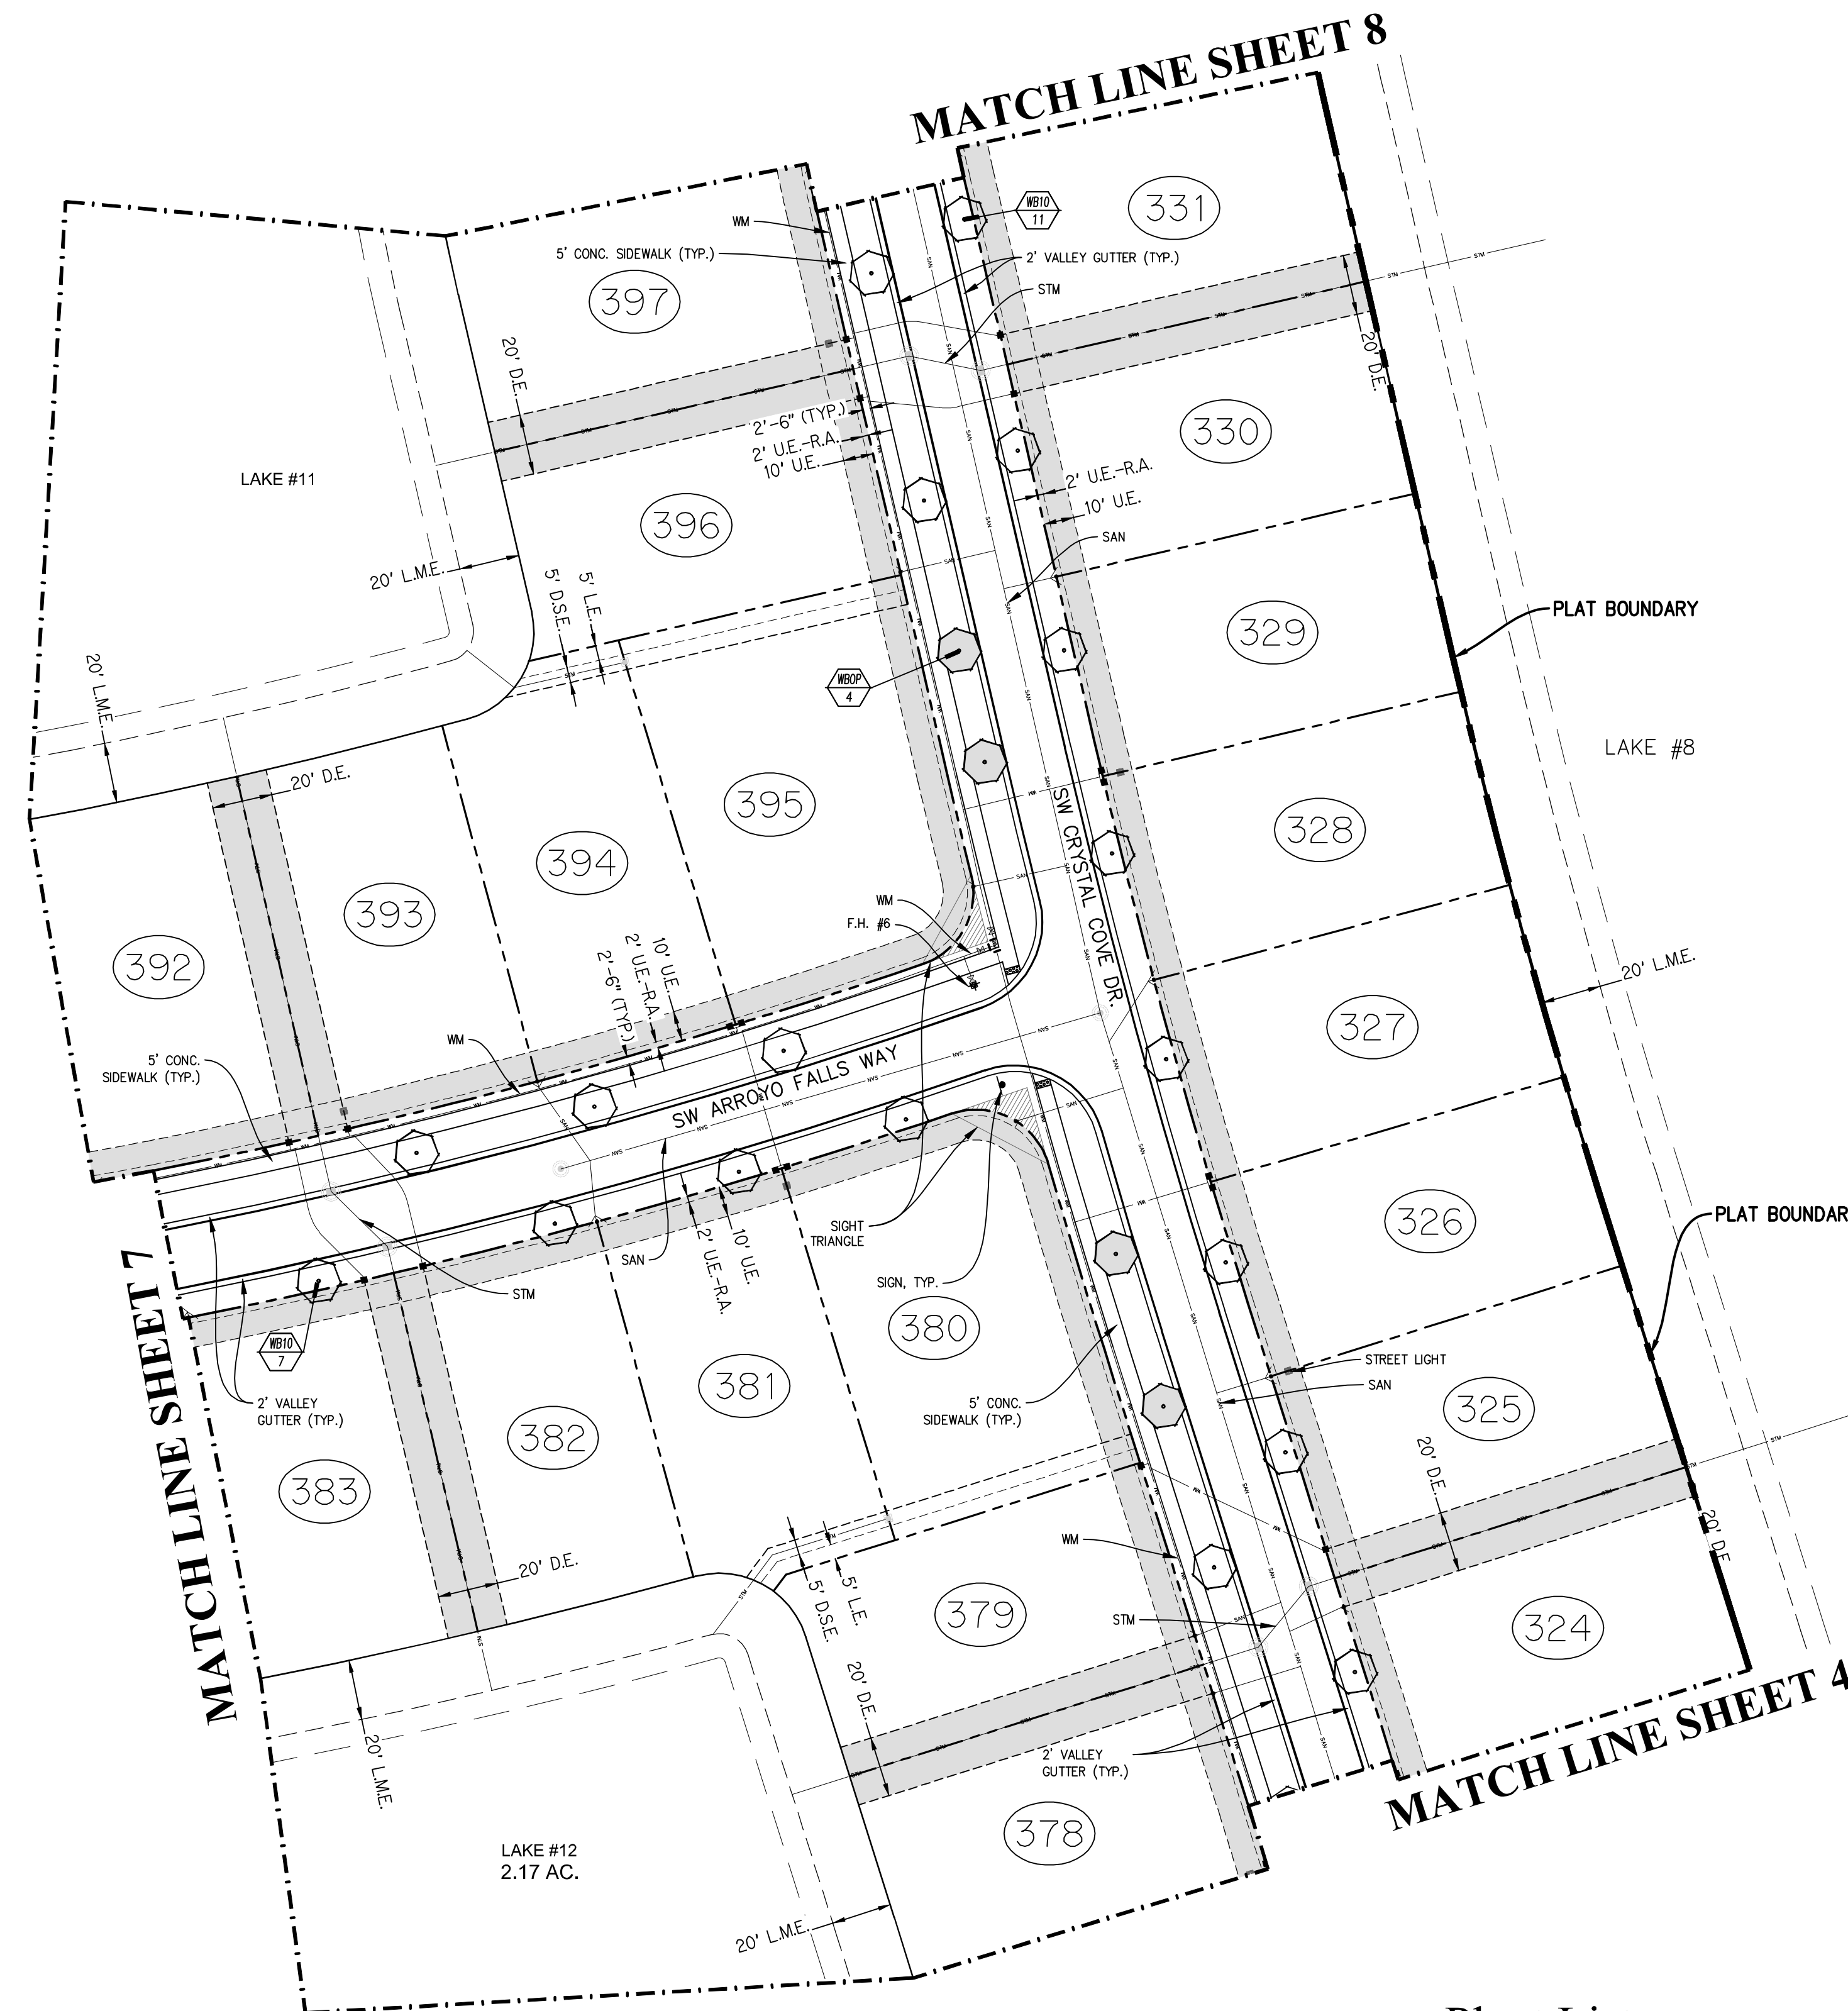 MATCH LINE SHEET 8
331
WB10
11
WM
5' CONC. SIDEWALK (TYP.)
2' VALLEY GUTTER (TYP.)
STM
397
20' D.E.
20' D.E.
2'-6" (TYP.)
2' U.E.-R.A.
10' U.E.
330
LAKE #11
396
2' U.E.-R.A.
10' U.E.
SAN
20' L.M.E.
5' D.S.E.
5' L.E.
PLAT BOUNDARY
329
20' L.M.E.
WBOP
4
LAKE #8
20' D.E.
395
328
SW CRYSTAL COVE DR.
394
393
WM
F.H. #6
392
10' U.E.
2' U.E.-R.A.
2'-6" (TYP.)
20' L.M.E.
327
WM
5' CONC.
SIDEWALK (TYP.)
SW ARROYO FALLS WAY
SIGHT
TRIANGLE
SAN
10' U.E.
2' U.E.-R.A.
326
PLAT BOUNDAR
STM
SIGN, TYP.
380
WB10
7
MATCH LINE SHEET 7
2' VALLEY
GUTTER (TYP.)
381
STREET LIGHT
SAN
5' CONC.
SIDEWALK (TYP.)
325
382
383
20' D.E.
20' D.E.
WM
20' D.E.
5' D.S.E.
5' L.E.
379
STM
324
20' D.E.
MATCH LINE SHEET 4
20' L.M.E.
2' VALLEY
GUTTER (TYP.)
378
LAKE #12
2.17 AC.
20' L.M.E.